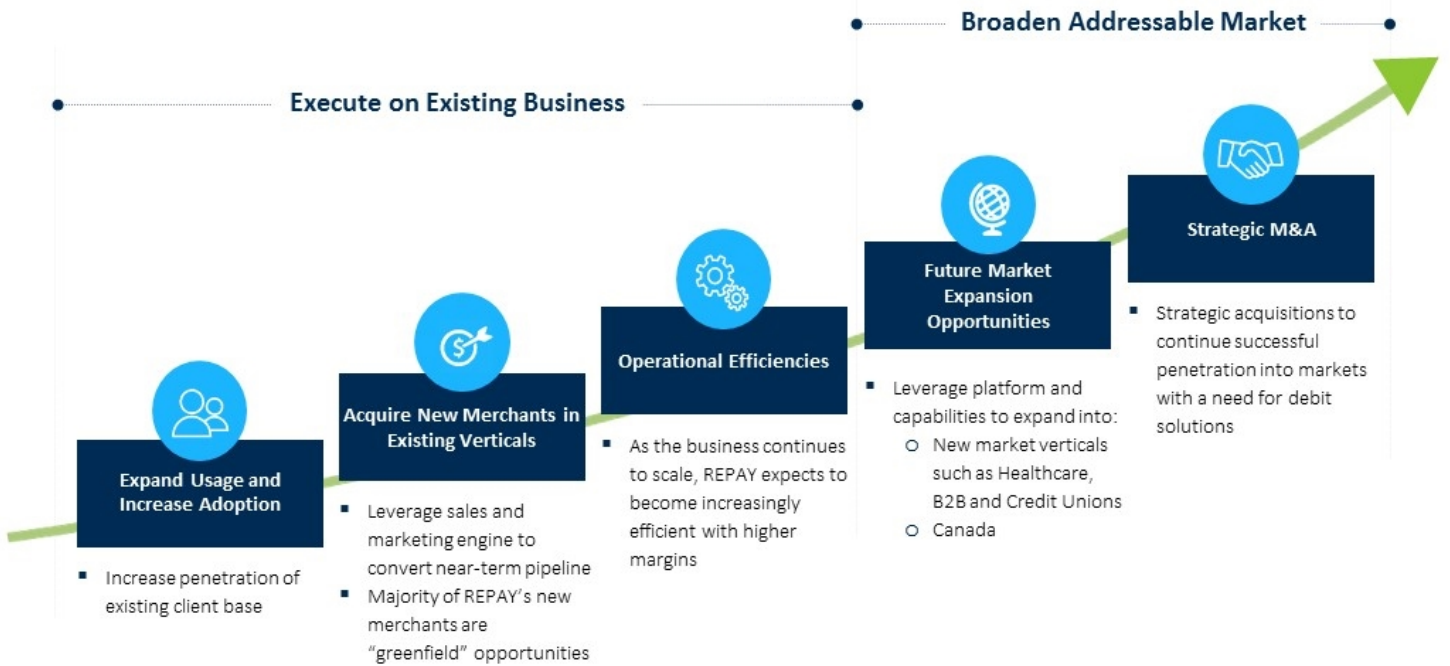 Broaden Addressable Market
Execute on Existing Business
Expand Usage and
Increase Adoption
▪ Increase penetration of
existing client base
Acquire New Merchants in
Existing Verticals
▪ Leverage sales and
marketing engine to
convert near-term pipeline
▪ Majority of REPAY’s new
merchants are
“greenfield” opportunities
Operational Efficiencies
▪ As the business continues
to scale, REPAY expects to
become increasingly
efficient with higher
margins
Future Market
Expansion
Opportunities
▪ Leverage platform and
capabilities to expand into:
o New market verticals
such as Healthcare,
B2B and Credit Unions
o Canada
Strategic M&A
▪ Strategic acquisitions to
continue successful
penetration into markets
with a need for debit
solutions
$